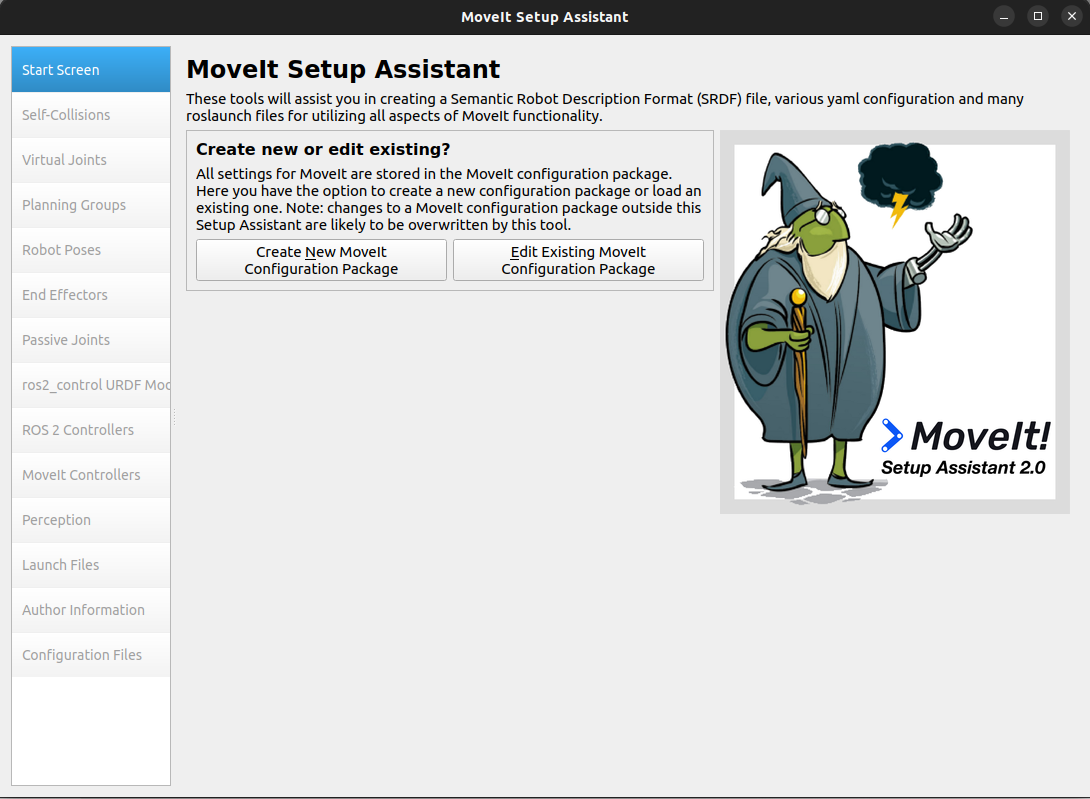 MoveIt Setup Assistant
Start Screen
Self-Collisions
Virtual Joints
Planning Groups
Robot Poses
End Effectors
Passive Joints
ros2_control URDF Moc
ROS 2 Controllers
MoveIt Controllers
Perception
Launch Files
Author Information
Configuration Files
MoveIt Setup Assistant
These tools will assist you in creating a Semantic Robot Description Format (SRDF) file, various yaml configuration and many
roslaunch files for utilizing all aspects of MoveIt functionality.
Create new or edit existing?
All settings for MoveIt are stored in the MoveIt configuration package.
Here you have the option to create a new configuration package or load an
existing one. Note: changes to a MoveIt configuration package outside this
Setup Assistant are likely to be overwritten by this tool.
Create New MoveIt
Configuration Package
Edit Existing MoveIt
Configuration Package
MoveIt!
Setup Assistant 2.0